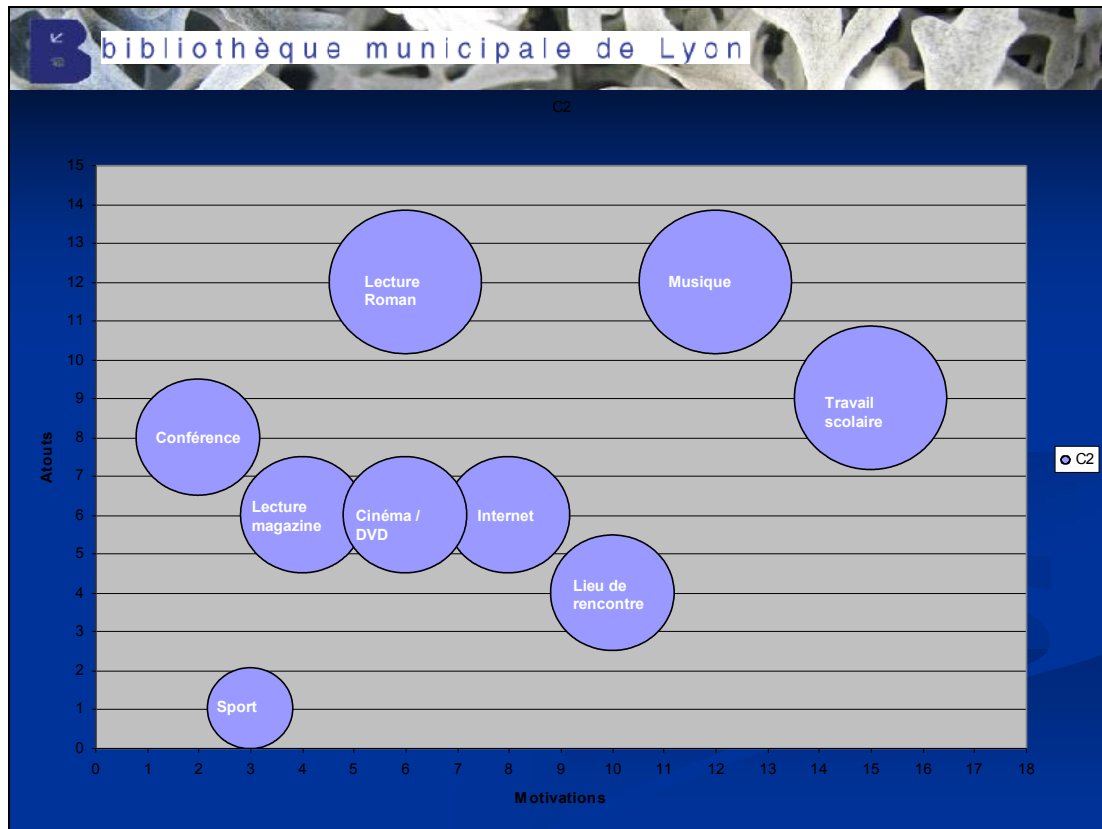 bibliothèque municipale de Lyon
C2
15
14
13
12
11
10
9
8
7
6
5
4
3
2
1
0
Atouts
Lecture
Roman
Musique
Travail
scolaire
Conférence
Lecture
magazine
Cinéma /
DVD
Internet
Lieu de
rencontre
Sport
C2
0 1 2 3 4 5 6 7 8 9 10 11 12 13 14 15 16 17 18
Motivations